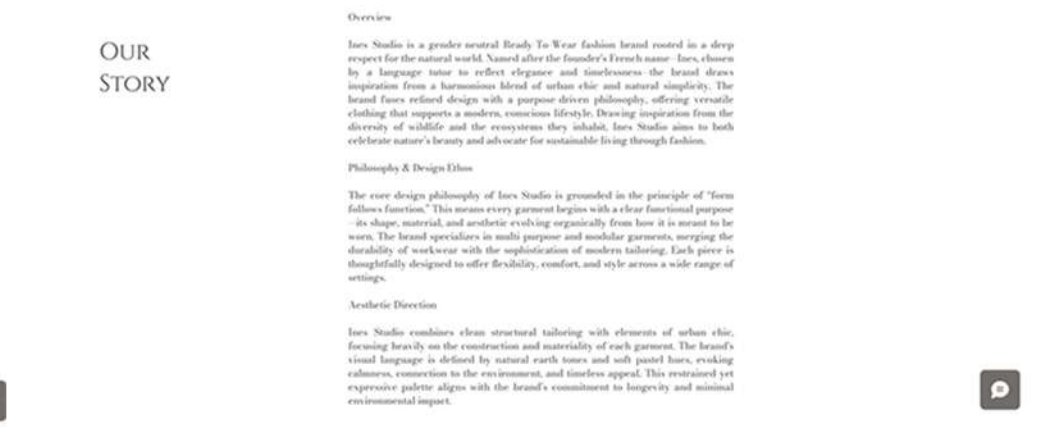 OUR
STORY
Overview
Ines Studio is a gender neutral Ready To Wear fashion brand rooted in a deep
respect for the natural world. Named after the founder's French name—Ines, chosen
by a language tutor to reflect elegance and timelessness—the brand draws
inspiration from a harmonious blend of urban chic and natural simplicity. The
brand fuses refined design with a purpose-driven philosophy, offering versatile
clothing that supports a modern, conscious lifestyle. Drawing inspiration from the
diversity of wildlife and the ecosystems they inhabit, Ines Studio aims to both
celebrate nature's beauty and advocate for sustainable living through fashion.
Philosophy & Design Ethos
The core design philosophy of Ines Studio is grounded in the principle of "form
follows function." This means every garment begins with a clear functional purpose
—its shape, material, and aesthetic evolving organically from how it is meant to be
worn. The brand specializes in multi-purpose and modular garments, merging the
durability of workwear with the sophistication of modern tailoring. Each piece is
thoughtfully designed to offer flexibility, comfort, and style across a wide range of
settings.
Aesthetic Direction
Ines Studio combines clean structural tailoring with elements of urban chic,
focusing heavily on the construction and materiality of each garment. The brand's
visual language is defined by natural earth tones and soft pastel hues, evoking
calmness, connection to the environment, and timeless appeal. This restrained yet
expressive palette aligns with the brand's commitment to longevity and minimal
environmental impact.